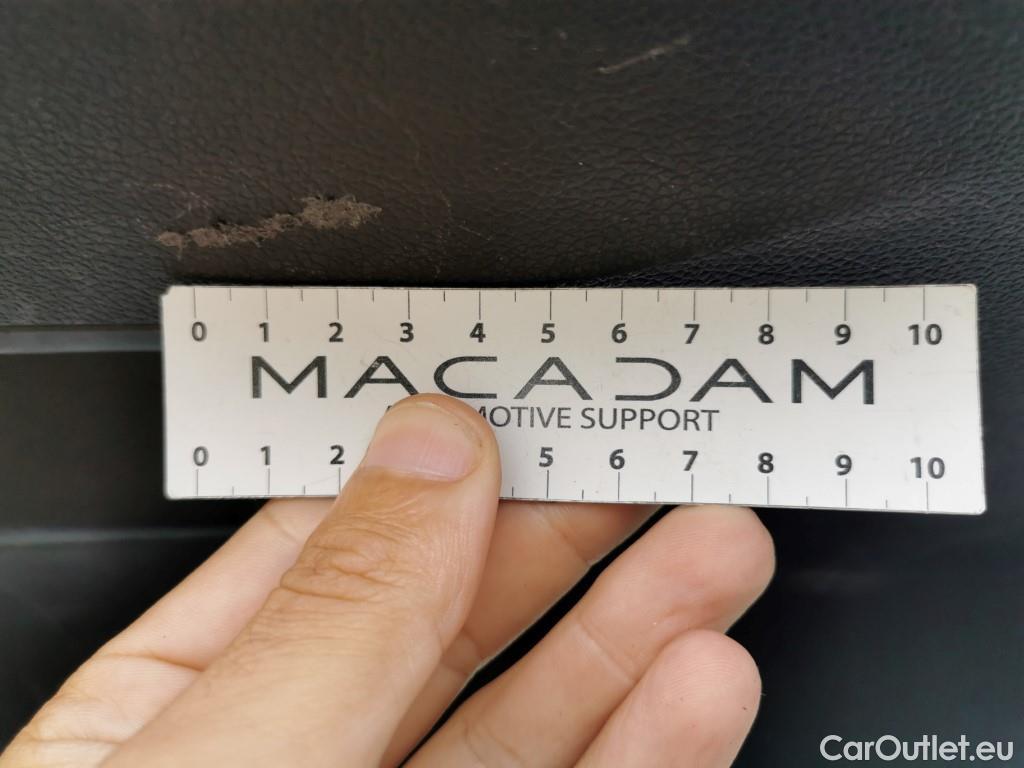 0 1 2 3 4 5 6 7 8 9 10
MACADAM
MOTIVE SUPPORT
0 1 2 5 6 7 8 9 10
CarOutlet.eu